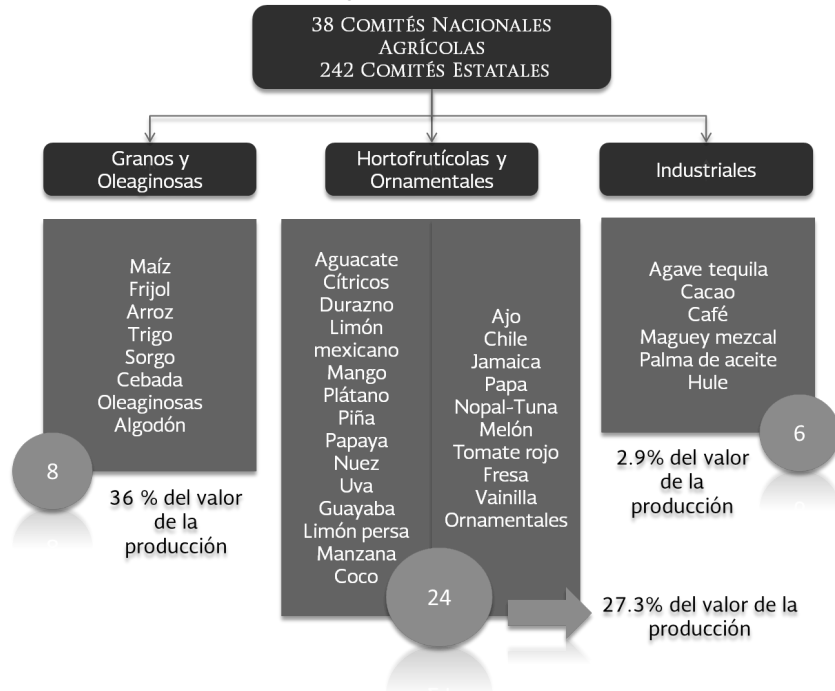 38 Comités Nacionales
Agrícolas
242 Comités Estatales
Granos y
Oleaginosas
Hortofrutícolas y
Ornamentales
Industriales
Maíz
Frijol
Arroz
Trigo
Sorgo
Cebada
Oleaginosas
Algodón
8
36 % del valor
de la
producción
Aguacate
Cítricos
Durazno
Limón
mexicano
Mango
Plátano
Piña
Papaya
Nuez
Uva
Guayaba
Limón persa
Manzana
Coco
Ajo
Chile
Jamaica
Papa
Nopal-Tuna
Melón
Tomate rojo
Fresa
Vainilla
Ornamentales
24
27.3% del valor de la
producción
Agave tequila
Cacao
Café
Maguey mezcal
Palma de aceite
Hule
6
2.9% del valor
de la
producción